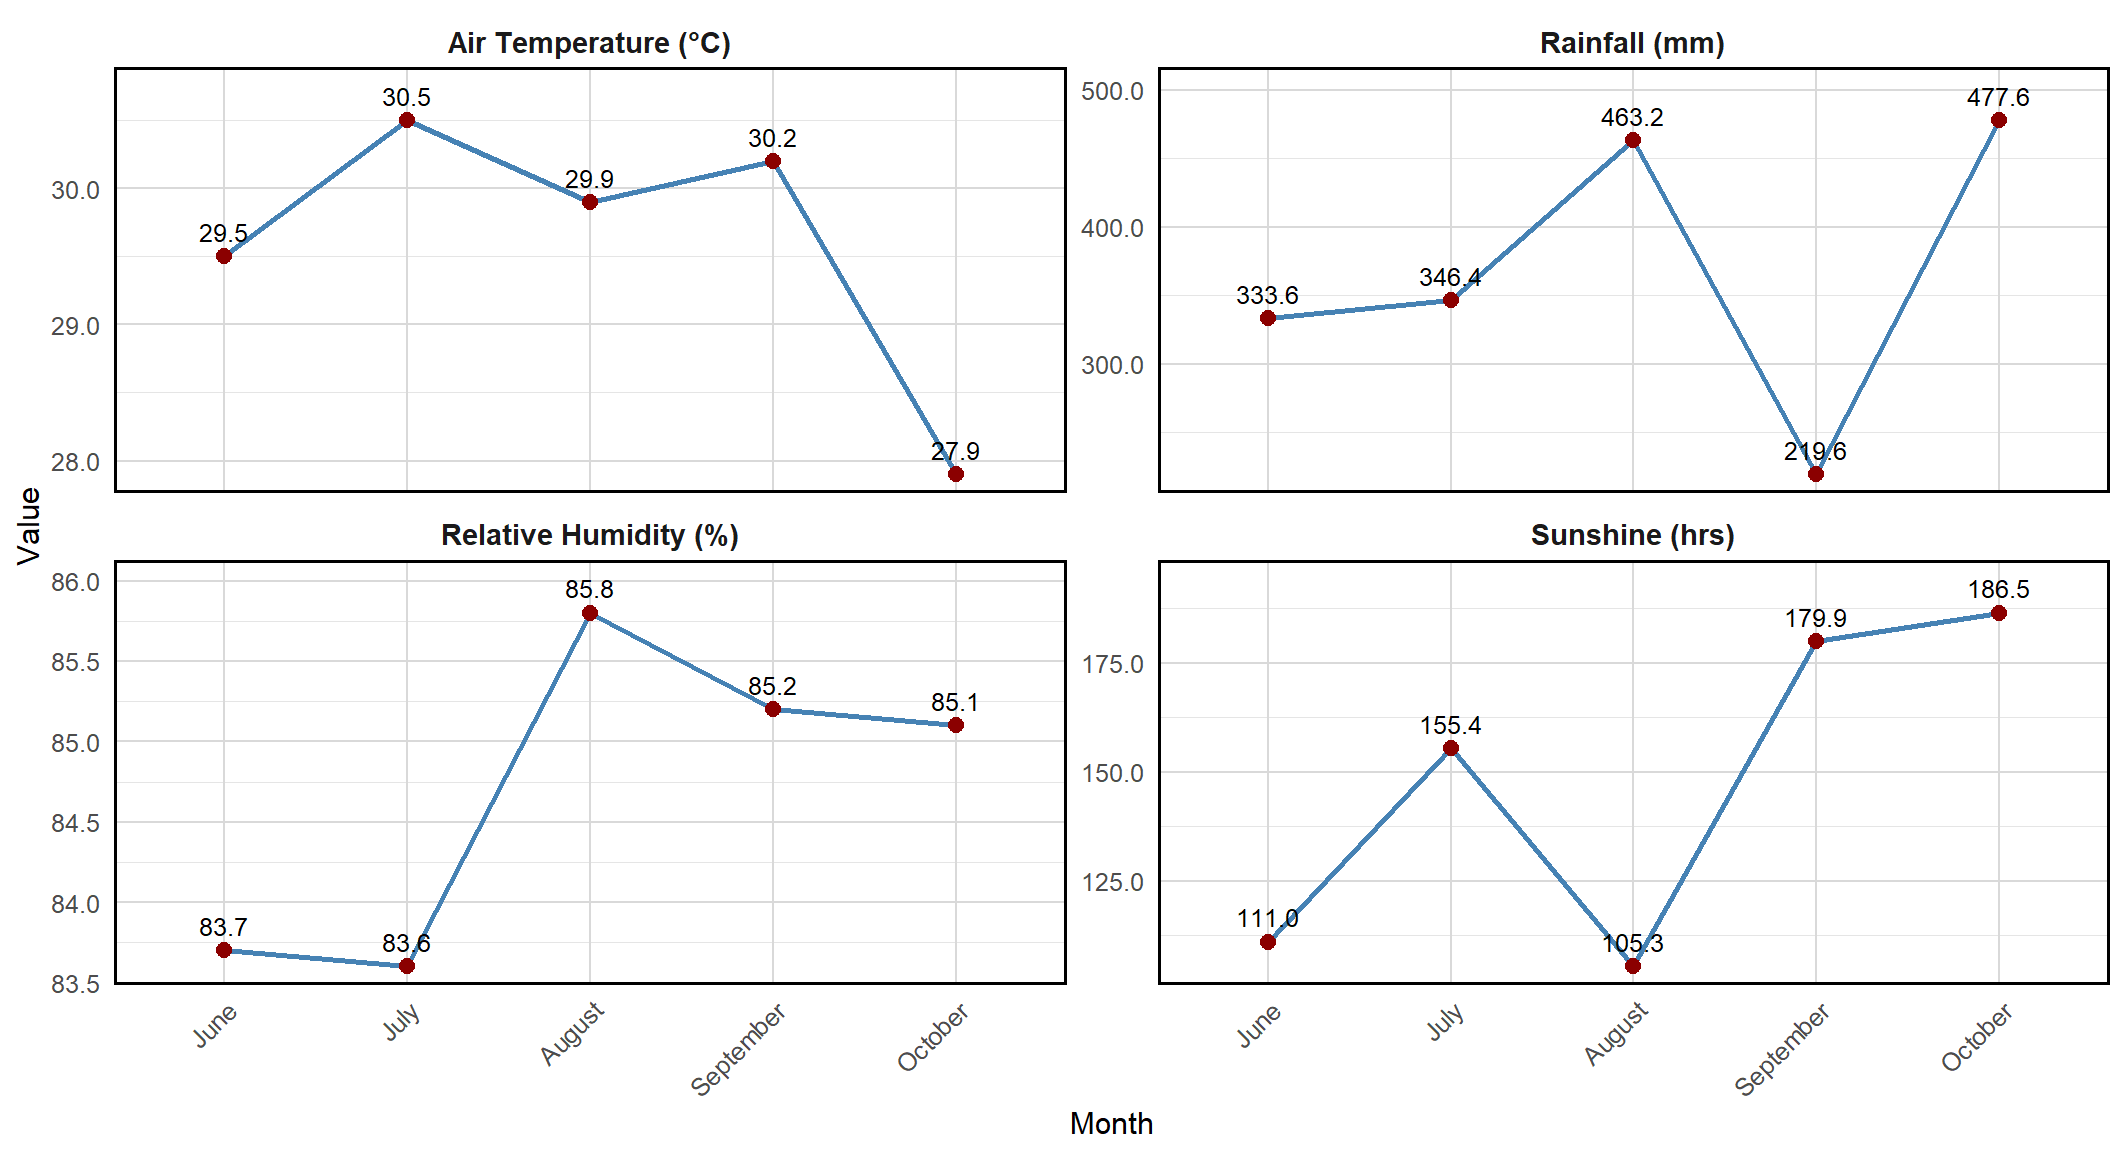 Air Temperature (°C)
30.5
30.2
29.9
29.5
27.9
30.0
29.0
28.0
Rainfall (mm)
500.0
400.0
300.0
477.6
463.2
346.4
333.6
219.6
Value
Relative Humidity (%)
86.0
85.5
85.0
84.5
84.0
83.5
85.8
85.2
85.1
83.7
83.6
June
July
August
September
October
Sunshine (hrs)
175.0
150.0
125.0
186.5
179.9
155.4
111.0
105.3
June
July
August
September
October
Month